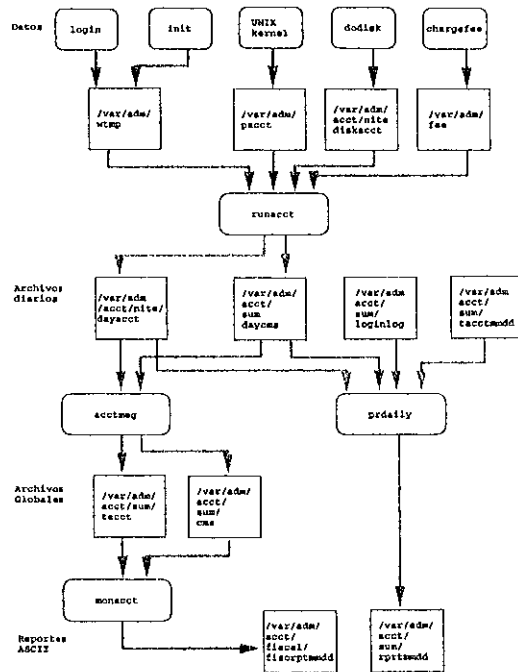 Datos
login
init
UNIX
kernel
dodisk
chargefee
/var/adm/
wtmp
/var/adm/
pacct
/var/adm/
acct/nite
diskacct
/var/adm/
fee
runacct
Archivos
diarios
/var/adm
/acct/nite/
dayacct
/var/adm
acct/
sum
daycms
/var/adm
acct/
sum/
loginlog
/var/adm
acct/
sum/
tacctmmdd
acctmeg
prdaily
Archivos
Globales
/var/adm/
acct/sum/
tacct
/var/adm/
acct/
sum/
cms
monacct
Reportes
ASCII
/var/adm/
acct/
fiscal/
fiscrptmmdd
/var/adm/
acct/
sum/
rprtmmdd